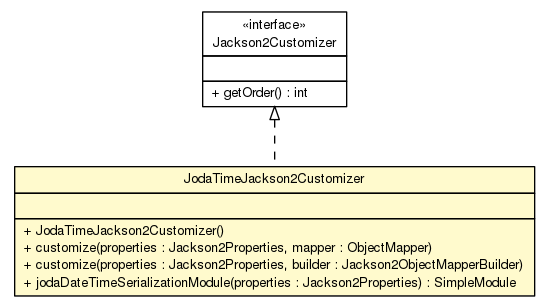 «interface»
Jackson2Customizer
+ getOrder() : int
JodaTimeJackson2Customizer
+ JodaTimeJackson2Customizer()
+ customize(properties : Jackson2Properties, mapper : ObjectMapper)
+ customize(properties : Jackson2Properties, builder : Jackson2ObjectMapperBuilder)
+ jodaDateTimeSerializationModule(properties : Jackson2Properties) : SimpleModule